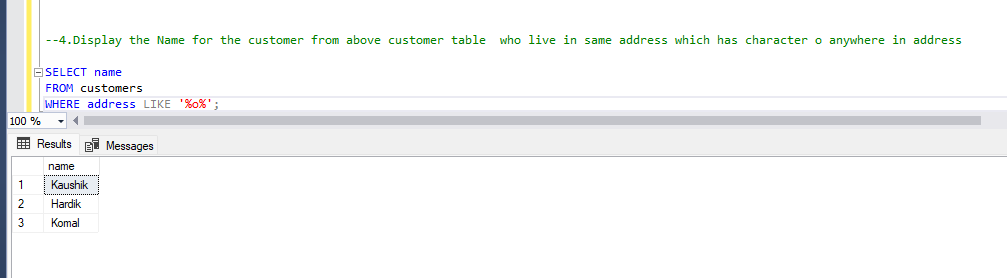 --4.Display the Name for the customer from above customer table  who live in same address which has character o anywhere in address
SELECT name
FROM customers
WHERE address LIKE '%o%';
100 %
Results Messages
name
1 Kaushik
2 Hardik
3 Komal